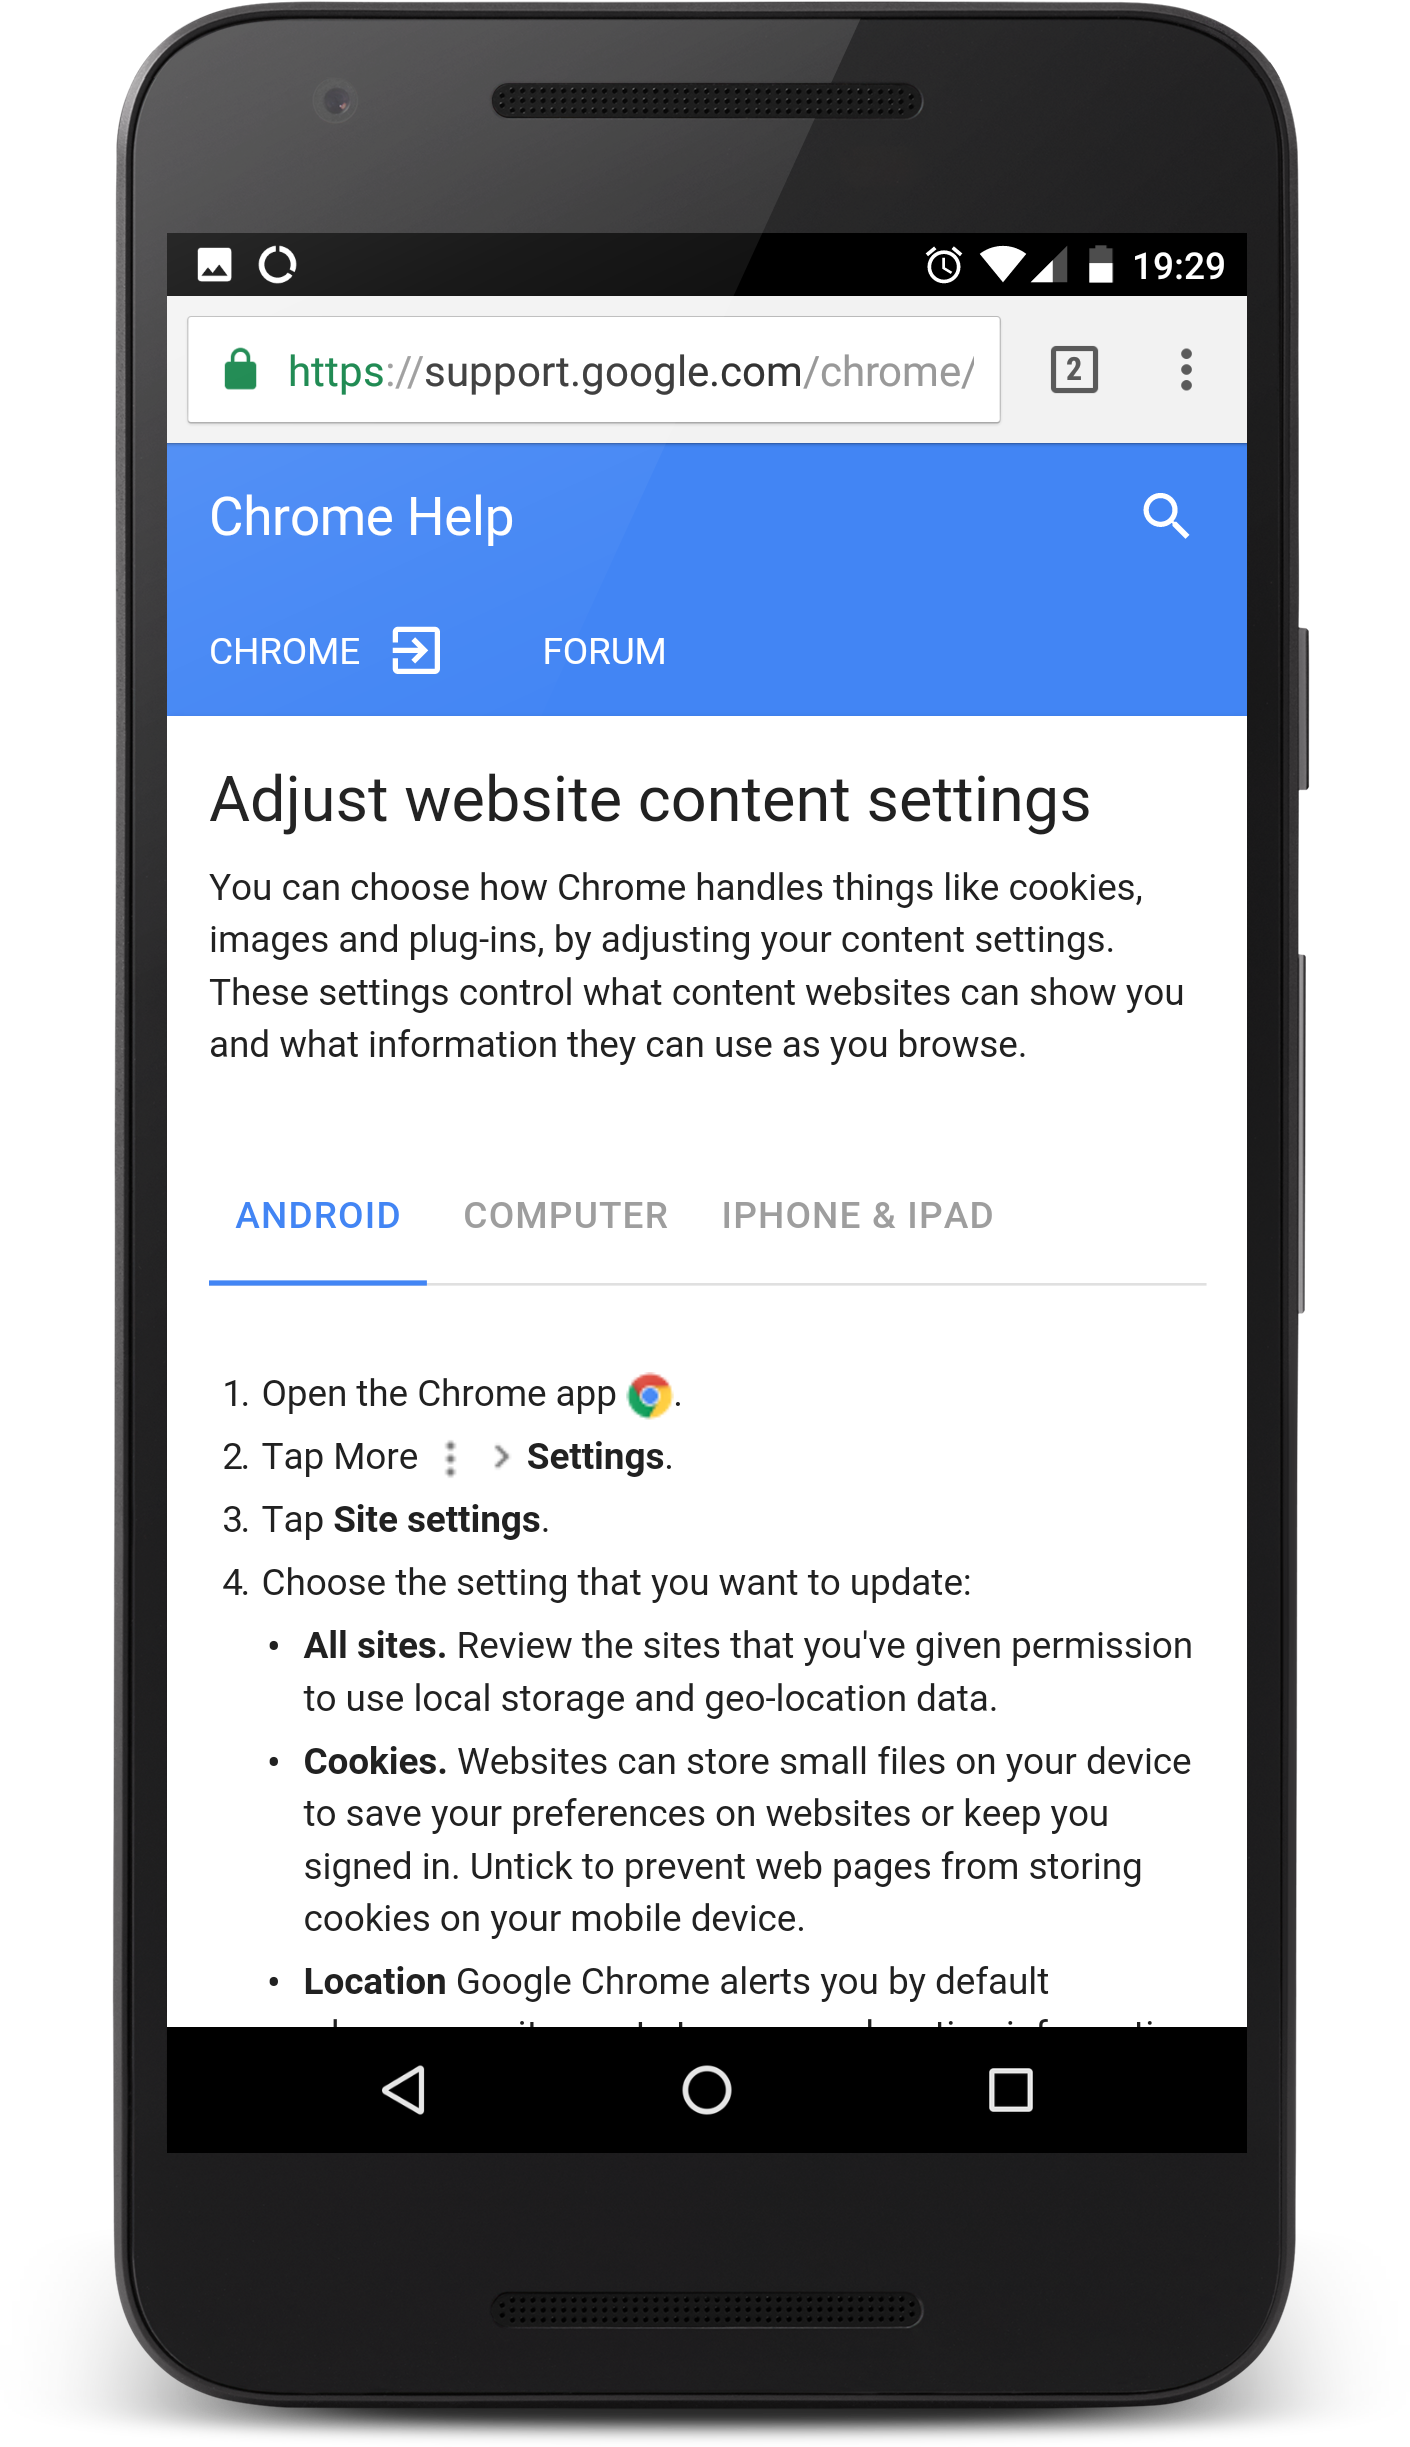 19:29
https://support.google.com/chrome/
2
Chrome Help
CHROME FORUM
Adjust website content settings
You can choose how Chrome handles things like cookies,
images and plug-ins, by adjusting your content settings.
These settings control what content websites can show you
and what information they can use as you browse.
ANDROID COMPUTER IPHONE & IPAD
1. Open the Chrome app .
2. Tap More > Settings.
3. Tap Site settings.
4. Choose the setting that you want to update:
• All sites. Review the sites that you've given permission
to use local storage and geo-location data.
• Cookies. Websites can store small files on your device
to save your preferences on websites or keep you
signed in. Untick to prevent web pages from storing
cookies on your mobile device.
• Location Google Chrome alerts you by default